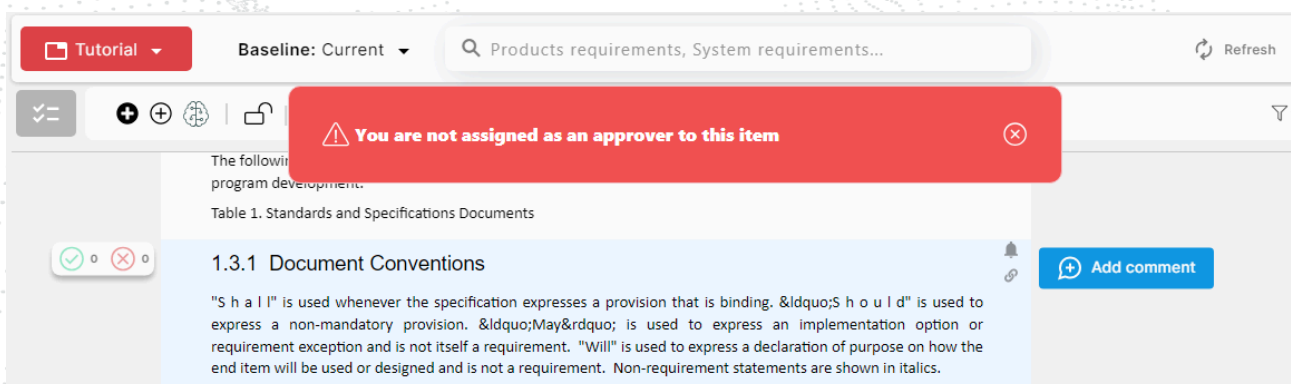 Tutorial
Baseline: Current
Products requirements, System requirements...
Refresh
You are not assigned as an approver to this item
The
program development.
Table 1. Standards and Specifications Documents
0 0
1.3.1 Document Conventions
Add comment
"S h a l l" is used whenever the specification expresses a provision that is binding. &ldquo;S h o u l d" is used to
express a non-mandatory provision. &ldquo;May&rdquo; is used to express an implementation option or
requirement exception and is not itself a requirement. "Will" is used to express a declaration of purpose on how the
end item will be used or designed and is not a requirement. Non-requirement statements are shown in italics.